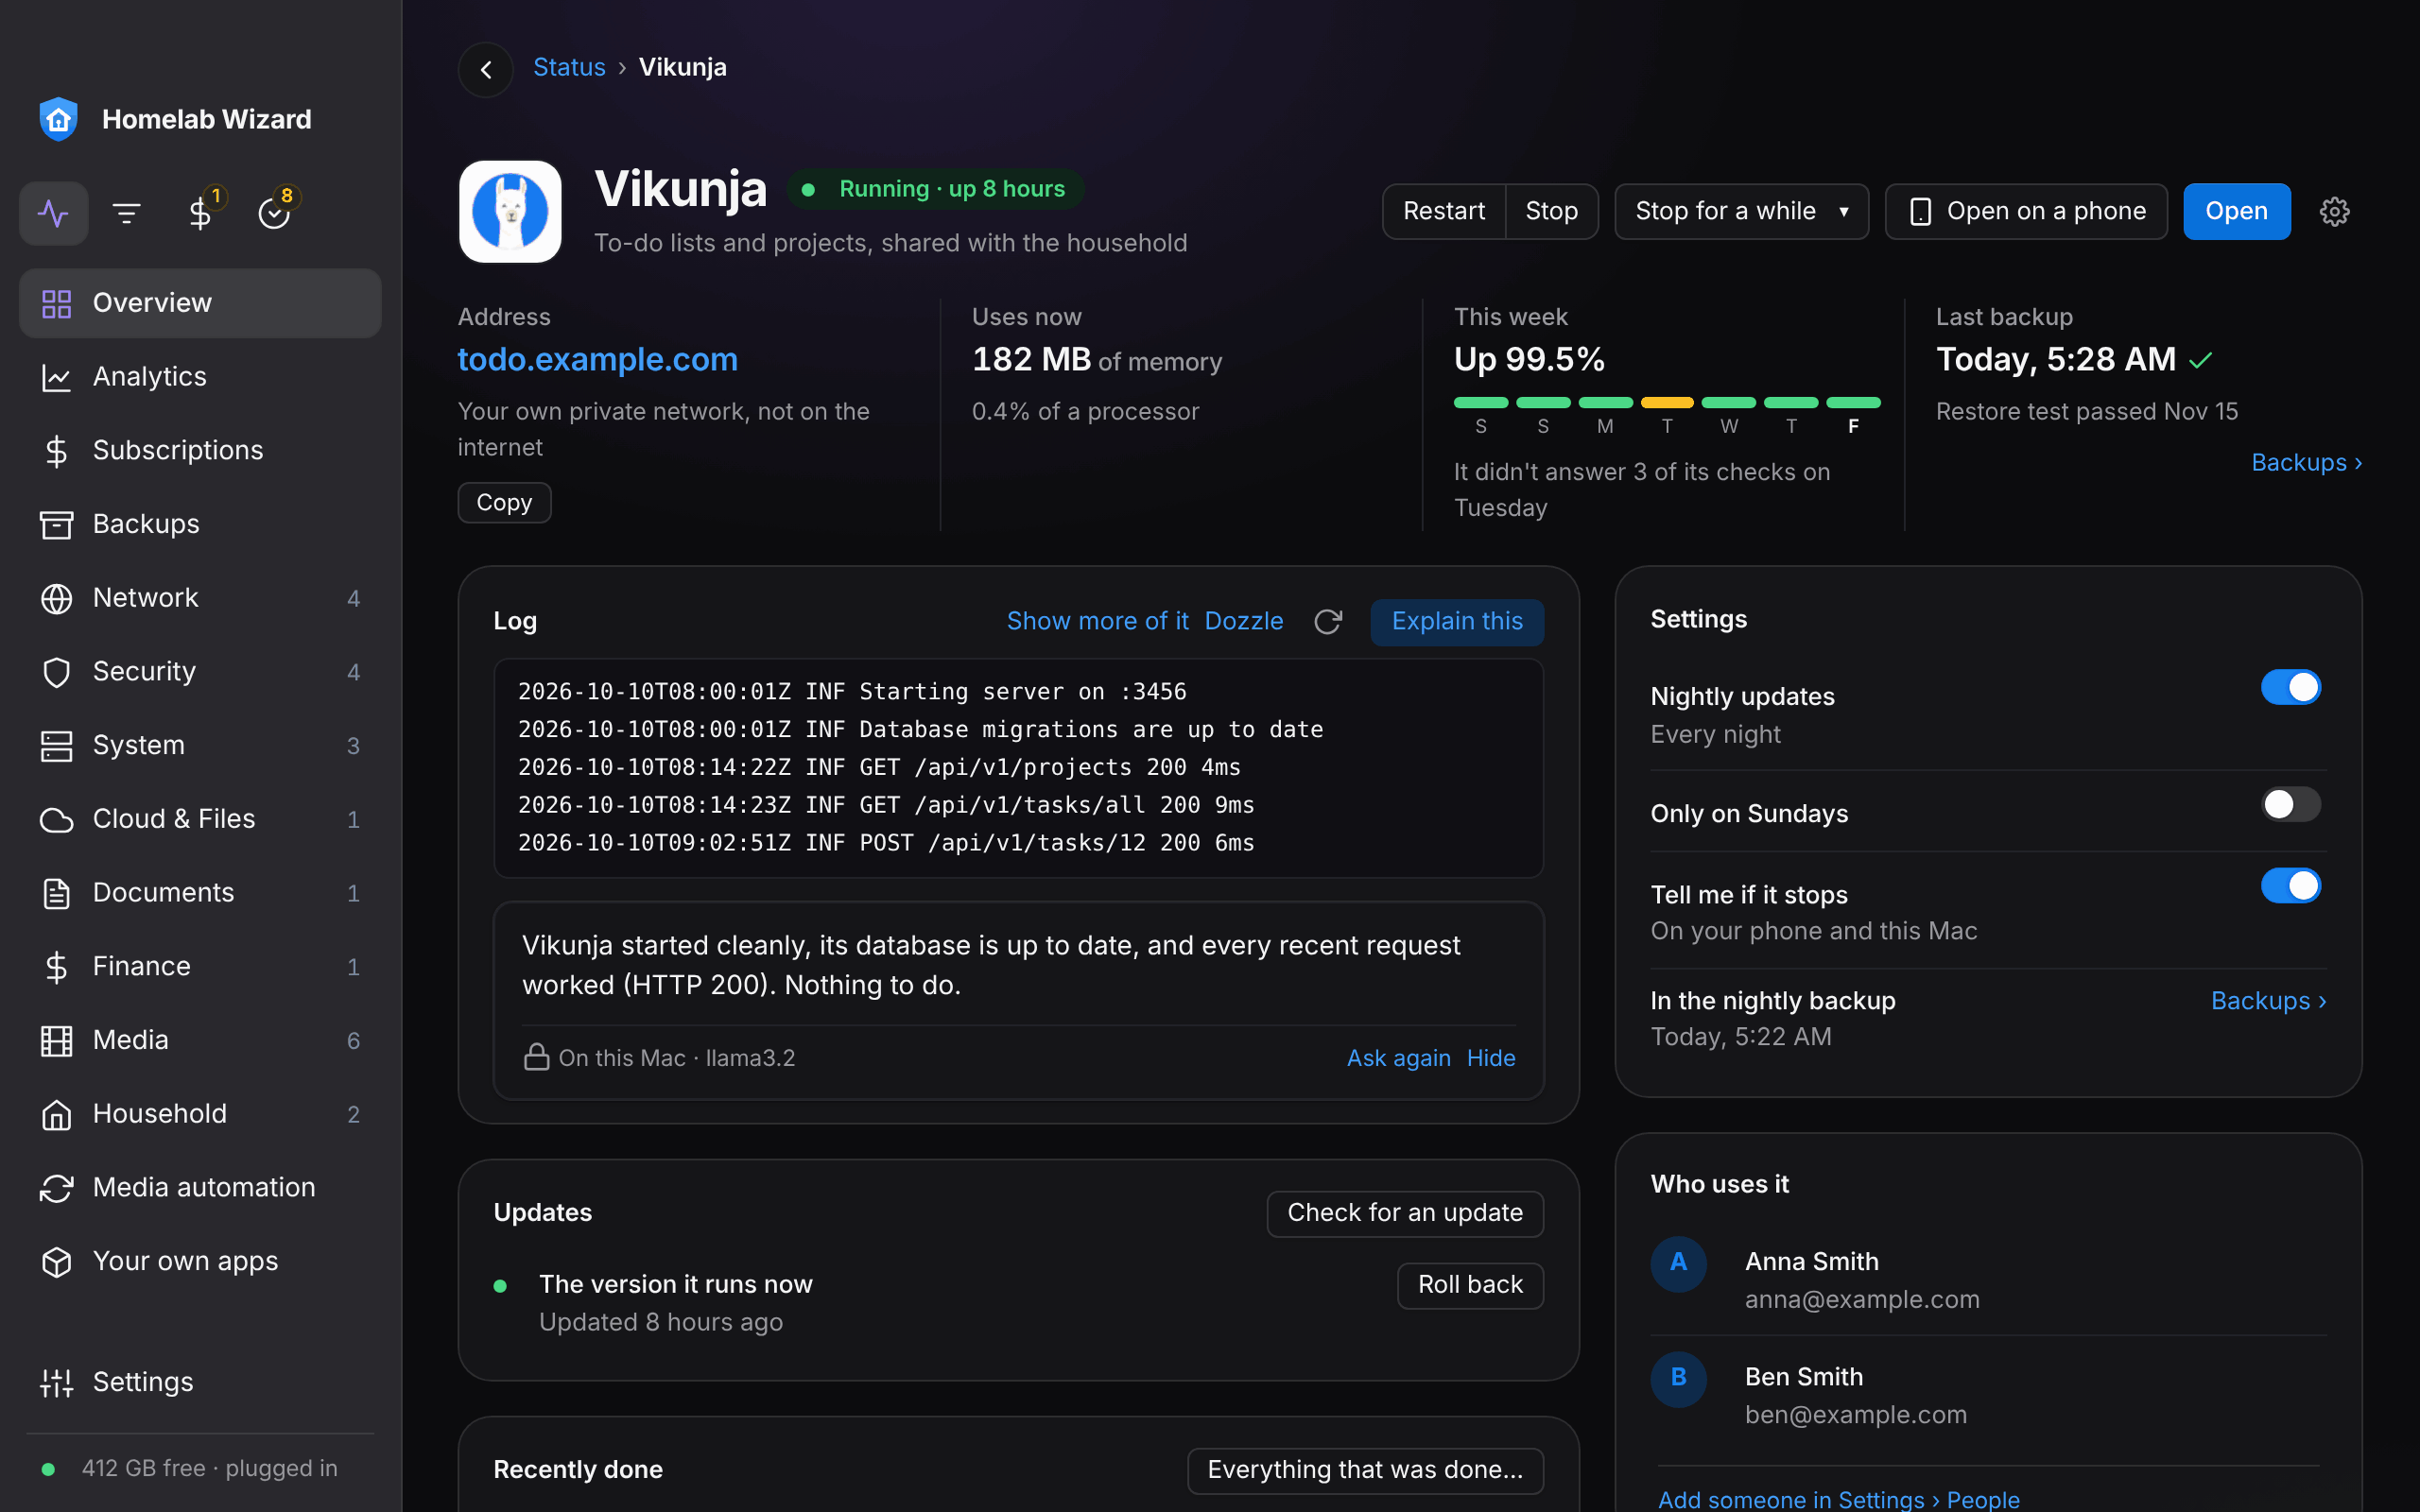 Homelab Wizard
1
8
Overview
Analytics
Subscriptions
Backups
Network 4
Security 4
System 3
Cloud & Files 1
Documents 1
Finance 1
Media 6
Household 2
Media automation
Your own apps
Settings
412 GB free · plugged in
Status › Vikunja
Vikunja
Running · up 8 hours
To-do lists and projects, shared with the household
Restart
Stop
Stop for a while ▾
Open on a phone
Open
Address
todo.example.com
Your own private network, not on the
internet
Copy
Uses now
182 MB of memory
0.4% of a processor
This week
Up 99.5%
S S M T W T F
It didn't answer 3 of its checks on
Tuesday
Last backup
Today, 5:28 AM ✓
Restore test passed Nov 15
Backups ›
Log
Show more of it
Dozzle
Explain this
2026-10-10T08:00:01Z INF Starting server on :3456
2026-10-10T08:00:01Z INF Database migrations are up to date
2026-10-10T08:14:22Z INF GET /api/v1/projects 200 4ms
2026-10-10T08:14:23Z INF GET /api/v1/tasks/all 200 9ms
2026-10-10T09:02:51Z INF POST /api/v1/tasks/12 200 6ms
Vikunja started cleanly, its database is up to date, and every recent request
worked (HTTP 200). Nothing to do.
On this Mac · llama3.2
Ask again
Hide
Updates
Check for an update
The version it runs now
Updated 8 hours ago
Roll back
Recently done
Everything that was done...
Settings
Nightly updates
Every night
Only on Sundays
Tell me if it stops
On your phone and this Mac
In the nightly backup
Today, 5:22 AM
Backups ›
Who uses it
A
Anna Smith
anna@example.com
B
Ben Smith
ben@example.com
Add someone in Settings › People